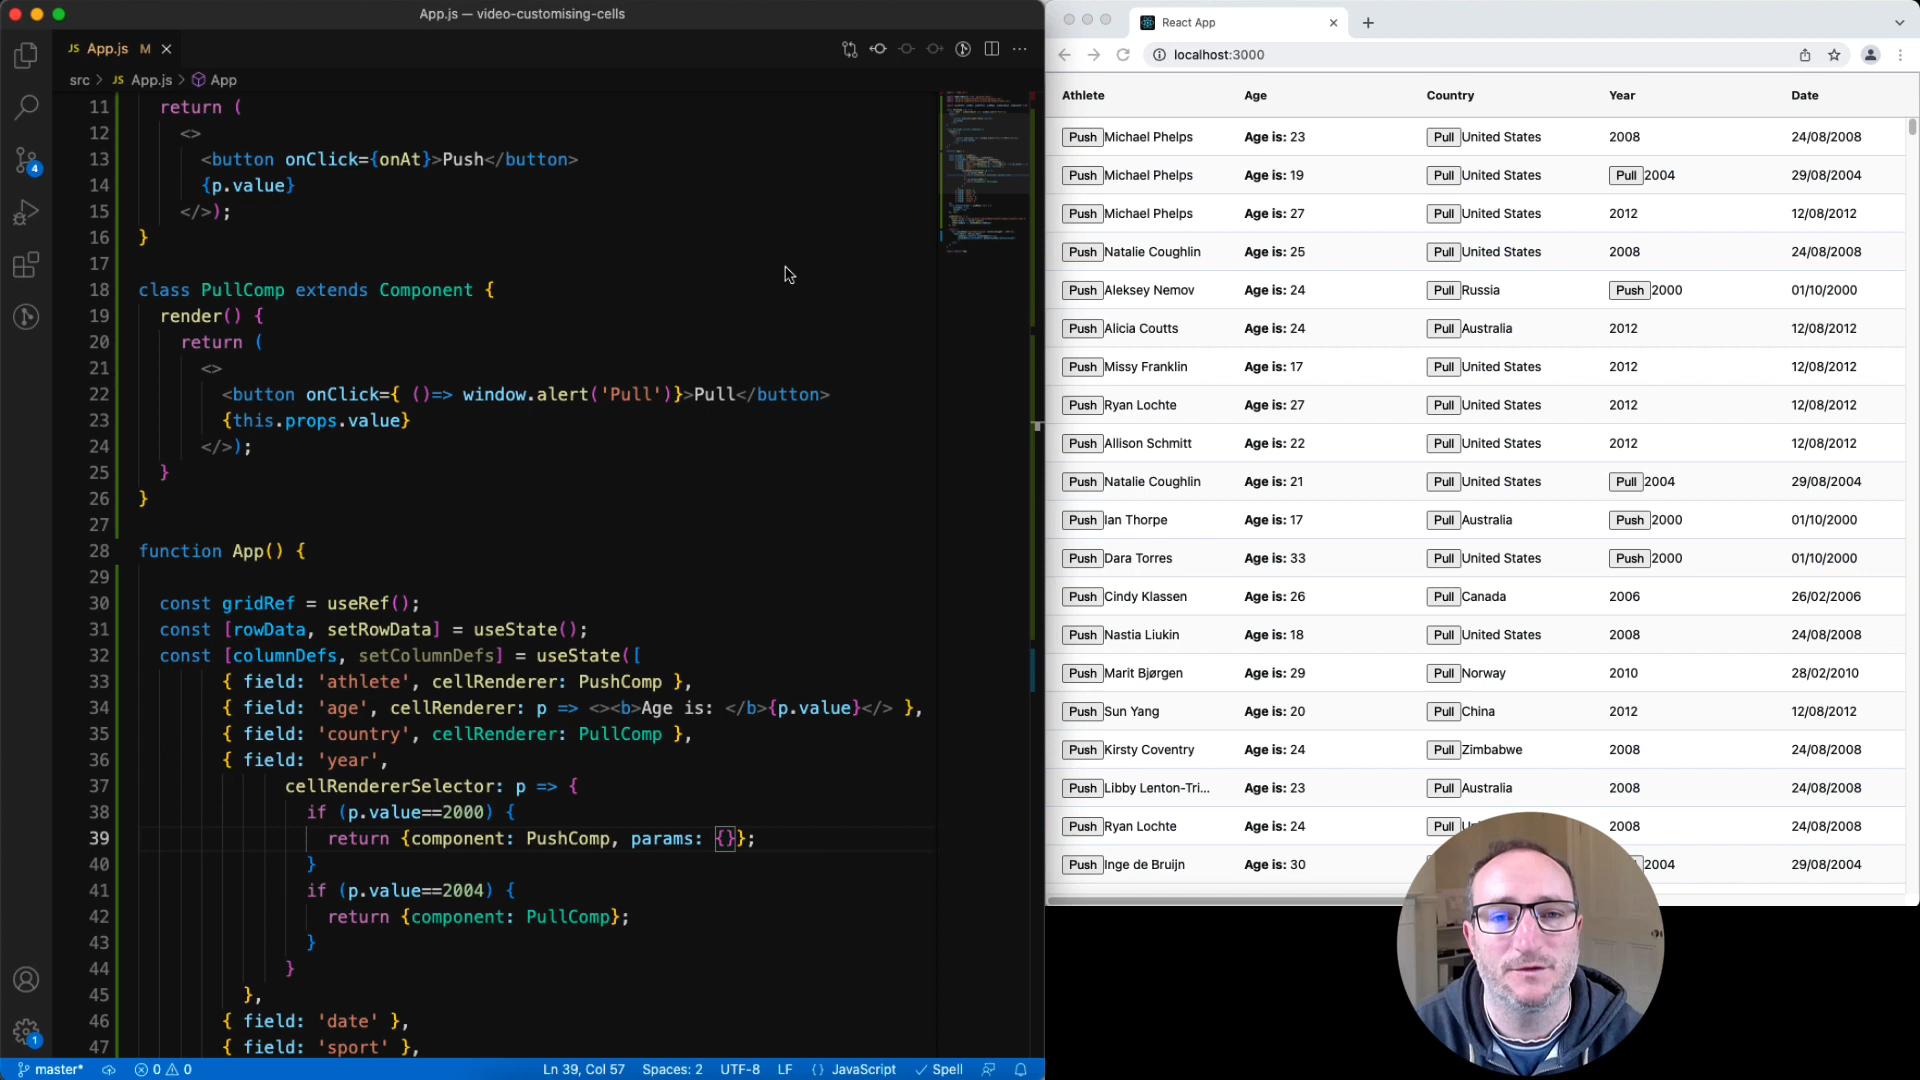 App.js — video-customising-cells
JS App.js M
src > JS App.js > App
11 return (
12 <>
13 <button onClick={onAt}>Push</button>
14 {p.value}
15 </>);
16 }
17
18 class PullComp extends Component {
19 render() {
20 return (
21 <>
22 <button onClick={ ()=> window.alert('Pull')}>Pull</button>
23 {this.props.value}
24 </>);
25 }
26 }
27
28 function App() {
29
30 const gridRef = useRef();
31 const [rowData, setRowData] = useState();
32 const [columnDefs, setColumnDefs] = useState([
33 { field: 'athlete', cellRenderer: PushComp },
34 { field: 'age', cellRenderer: p => <><b>Age is: </b>{p.value}</> },
35 { field: 'country', cellRenderer: PullComp },
36 { field: 'year',
37 cellRendererSelector: p => {
38 if (p.value==2000) {
39 return {component: PushComp, params: {}};
40 }
41 if (p.value==2004) {
42 return {component: PullComp};
43 }
44 }
45 },
46 { field: 'date' },
47 { field: 'sport' },
4
1
master* 0 0 Ln 39, Col 57 Spaces: 2 UTF-8 LF {} JavaScript Spell
React App
localhost:3000
Athlete Age Country Year Date
Push Michael Phelps Age is: 23 Pull United States 2008 24/08/2008
Push Michael Phelps Age is: 19 Pull United States Pull 2004 29/08/2004
Push Michael Phelps Age is: 27 Pull United States 2012 12/08/2012
Push Natalie Coughlin Age is: 25 Pull United States 2008 24/08/2008
Push Aleksey Nemov Age is: 24 Pull Russia Push 2000 01/10/2000
Push Alicia Coutts Age is: 24 Pull Australia 2012 12/08/2012
Push Missy Franklin Age is: 17 Pull United States 2012 12/08/2012
Push Ryan Lochte Age is: 27 Pull United States 2012 12/08/2012
Push Allison Schmitt Age is: 22 Pull United States 2012 12/08/2012
Push Natalie Coughlin Age is: 21 Pull United States Pull 2004 29/08/2004
Push Ian Thorpe Age is: 17 Pull Australia Push 2000 01/10/2000
Push Dara Torres Age is: 33 Pull United States Push 2000 01/10/2000
Push Cindy Klassen Age is: 26 Pull Canada 2006 26/02/2006
Push Nastia Liukin Age is: 18 Pull United States 2008 24/08/2008
Push Marit Bjørgen Age is: 29 Pull Norway 2010 28/02/2010
Push Sun Yang Age is: 20 Pull China 2012 12/08/2012
Push Kirsty Coventry Age is: 24 Pull Zimbabwe 2008 24/08/2008
Push Libby Lenton-Tri... Age is: 23 Pull Australia 2008 24/08/2008
Push Ryan Lochte Age is: 24 Pull 2008 24/08/2008
Push Inge de Bruijn Age is: 30 2004 29/08/2004